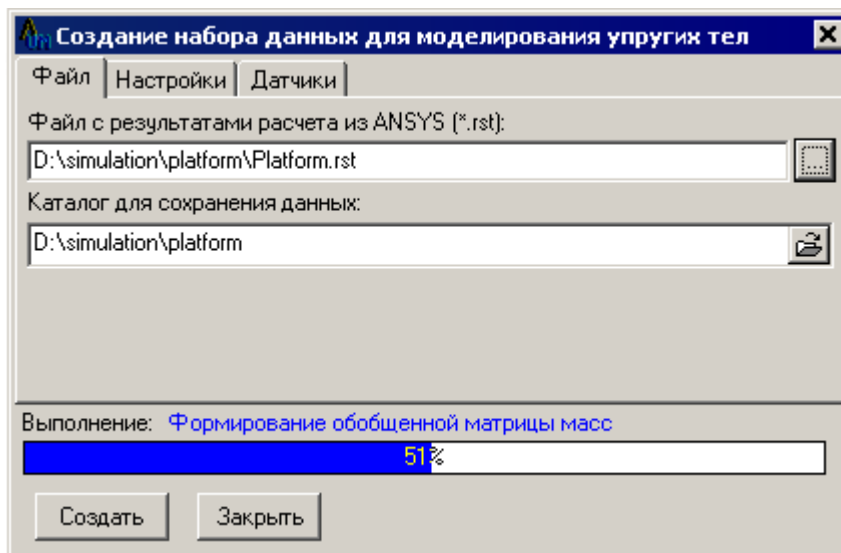 Создание набора данных для моделирования упругих тел
Файл Настройки Датчики
Файл с результатами расчета из ANSYS (*.rst):
D:\simulation\platform\Platform.rst
...
Каталог для сохранения данных:
D:\simulation\platform
Выполнение: Формирование обобщенной матрицы масс
51%
Создать Закрыть